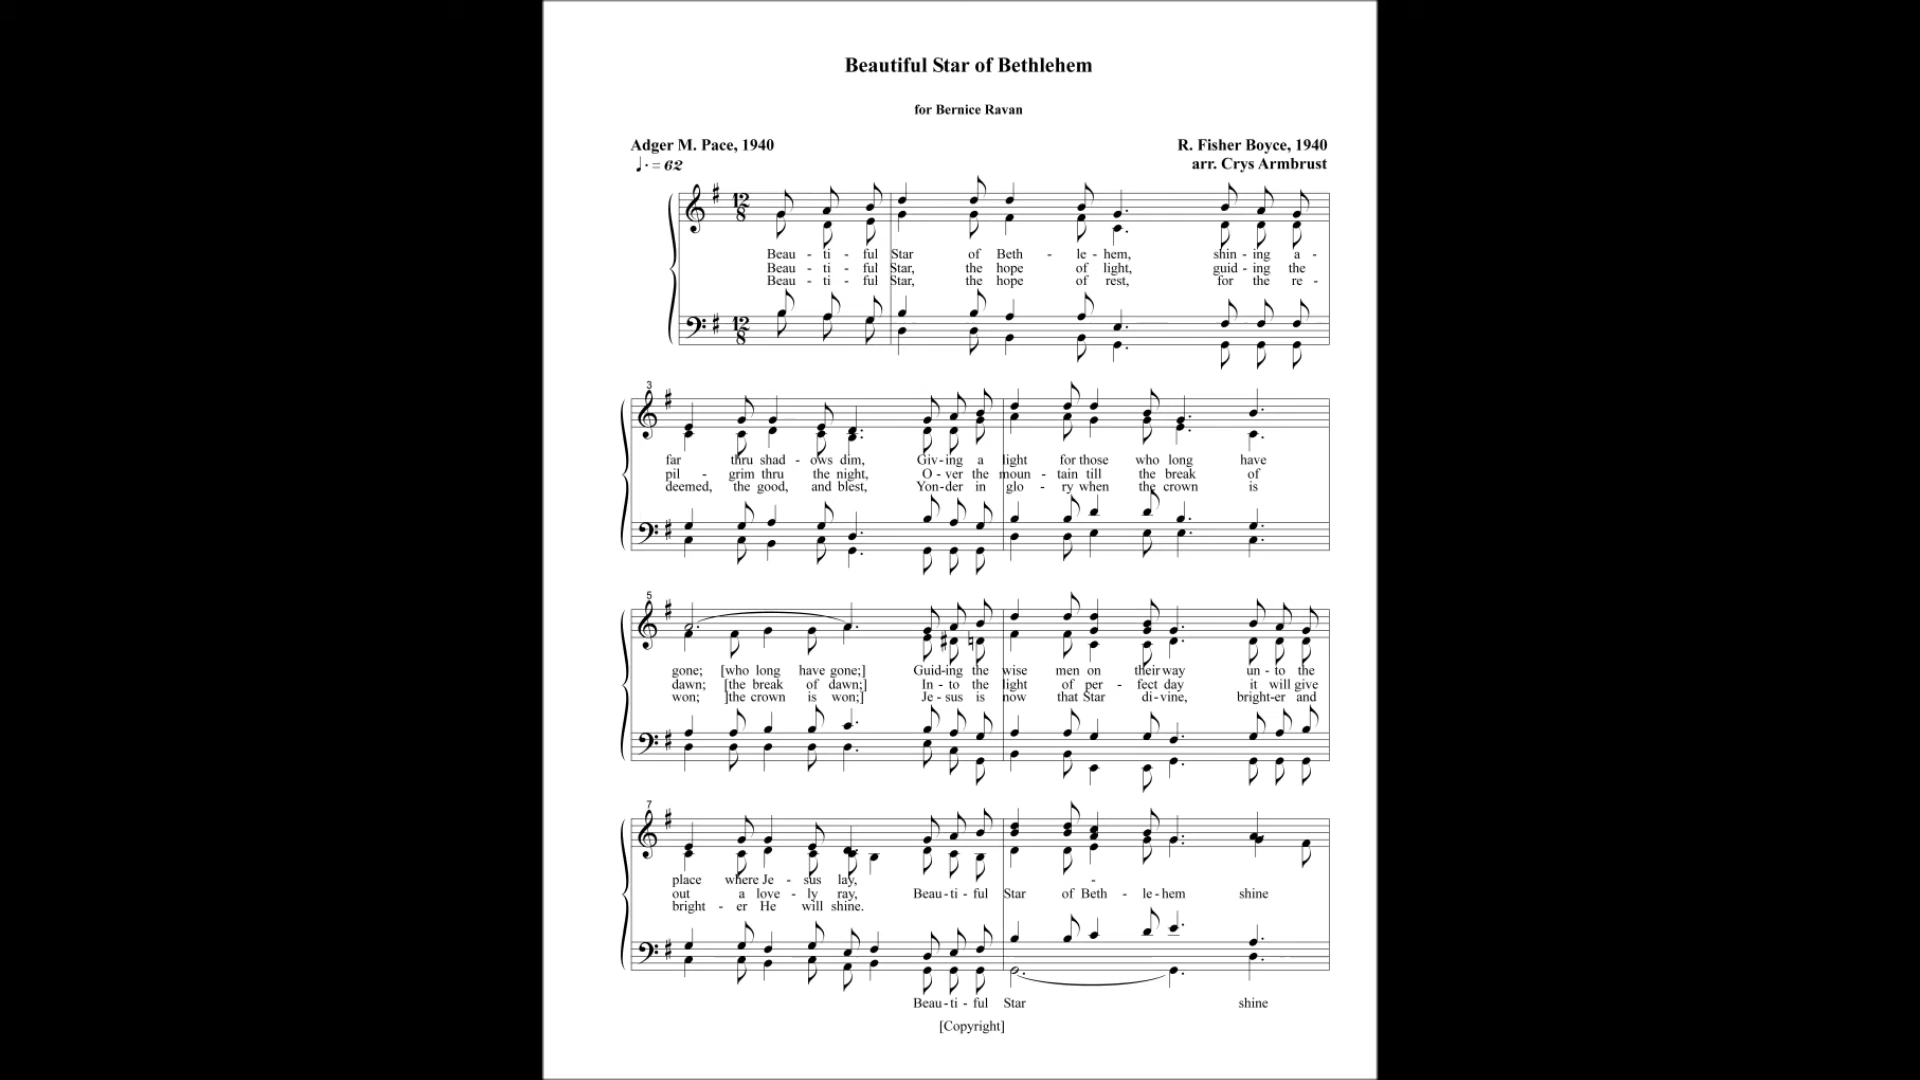 Beautiful Star of Bethlehem
for Bernice Ravan
Adger M. Pace, 1940
R. Fisher Boyce, 1940
♩. = 62
arr. Crys Armbrust
12 8
Beau - ti - ful Star of Beth - le - hem, shin - ing a -
Beau - ti - ful Star, the hope of light, guid - ing the
Beau - ti - ful Star, the hope of rest, for the re -
12 8
3
far thru shad - ows dim, Giv - ing a light for those who long have
pil - grim thru the night, O - ver the moun - tain till the break of
deemed, the good, and blest, Yon-der in glo - ry when the crown is
5
gone; [who long have gone;] Guid-ing the wise men on their way un - to the
dawn; [the break of dawn;] In - to the light of per - fect day it will give
won; [the crown is won;] Je - sus is now that Star di - vine, bright-er and
7
place where Je - sus lay, -
out a love - ly ray, Beau - ti - ful Star of Beth - le - hem shine
bright - er He will shine.
Beau - ti - ful Star shine
[Copyright]